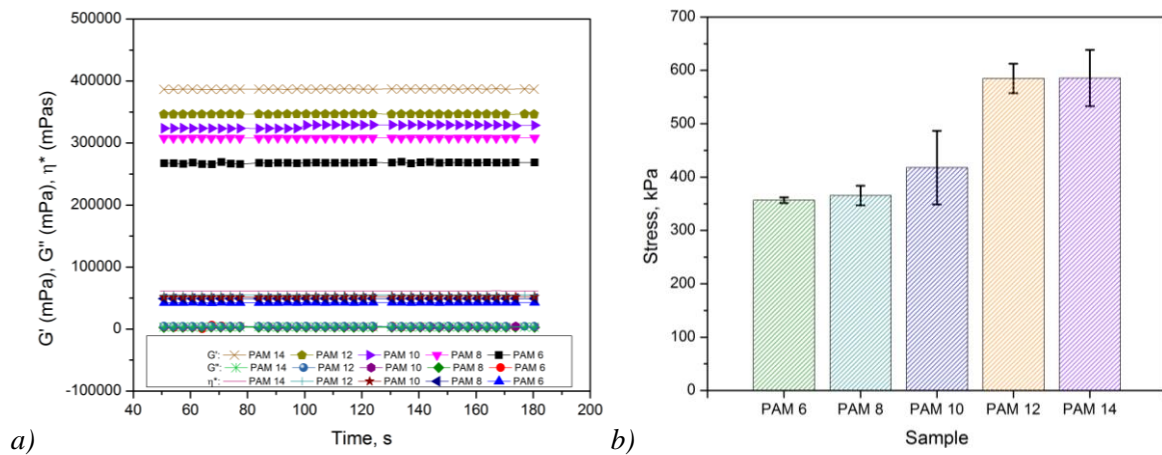 500000
400000
300000
200000
100000
0
-100000
G' (mPa), G'' (mPa), η* (mPas)
G': PAM 14 PAM 12 PAM 10 PAM 8 PAM 6
G'': PAM 14 PAM 12 PAM 10 PAM 8 PAM 6
η*: PAM 14 PAM 12 PAM 10 PAM 8 PAM 6
40 60 80 100 120 140 160 180 200
Time, s
a)
700
600
500
400
300
200
100
0
Stress, kPa
PAM 6 PAM 8 PAM 10 PAM 12 PAM 14
Sample
b)